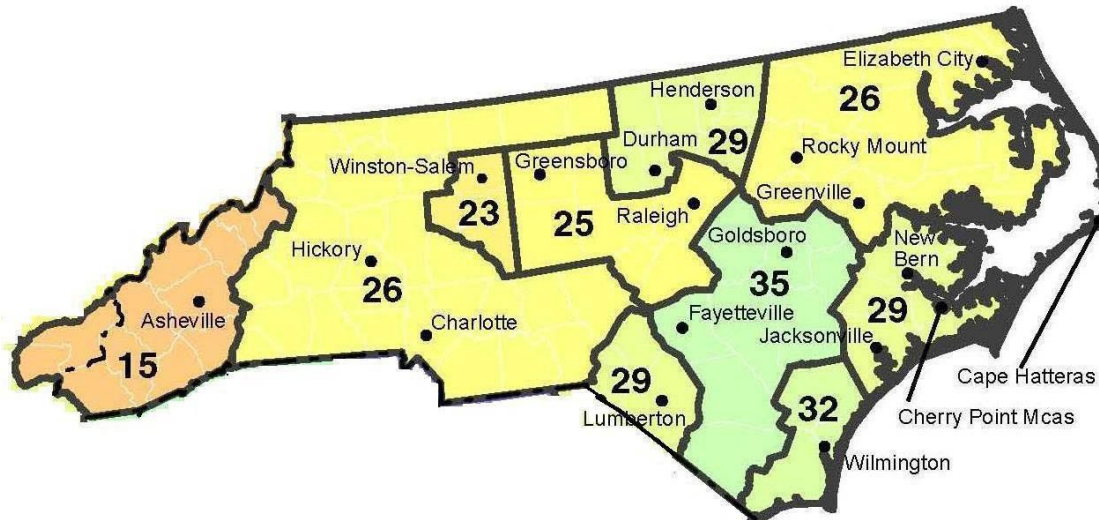 Elizabeth City
Henderson
26
Durham
29
Rocky Mount
Winston-Salem
Greensboro
23
25
Raleigh
Greenville
Hickory
26
Goldsboro
35
New
Bern
29
Asheville
15
Charlotte
Fayetteville
Jacksonville
29
Lumberton
32
Cape Hatteras
Cherry Point Mcas
Wilmington